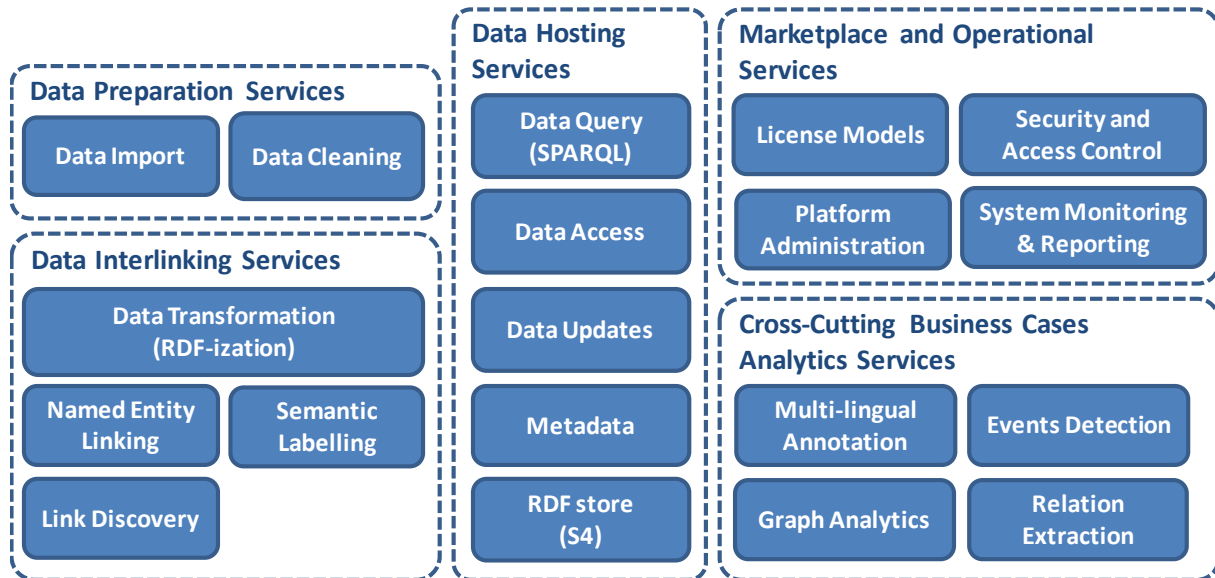 Data Preparation Services
Data Import
Data Cleaning
Data Interlinking Services
Data Transformation
(RDF-ization)
Named Entity
Linking
Semantic
Labelling
Link Discovery
Data Hosting
Services
Data Query
(SPARQL)
Data Access
Data Updates
Metadata
RDF store
(S4)
Marketplace and Operational
Services
License Models
Security and
Access Control
Platform
Administration
System Monitoring
& Reporting
Cross-Cutting Business Cases
Analytics Services
Multi-lingual
Annotation
Events Detection
Graph Analytics
Relation
Extraction